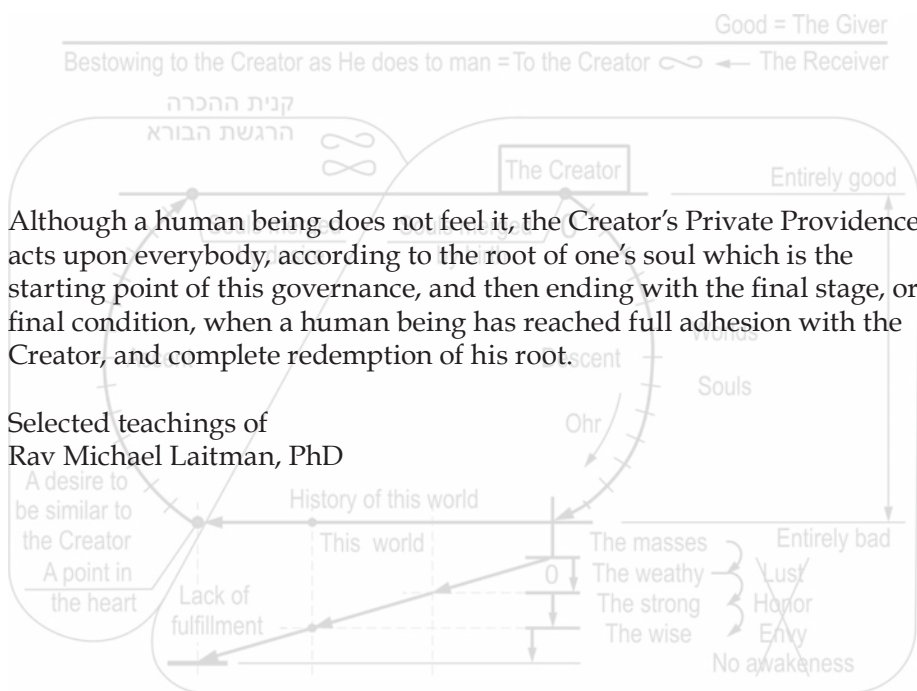 Good = The Giver
Bestowing to the Creator as He does to man = To the Creator The Receiver
קנית ההכרה
הרגשת הבורא
The Creator
Entirely good
Although a human being does not feel it, the Creator's Private Providence
acts upon everybody, according to the root of one's soul which is the
starting point of this governance, and then ending with the final stage, or
final condition, when a human being has reached full adhesion with the
Creator, and complete redemption of his root.
Descent
Worlds
Souls
Ohr
Selected teachings of
Rav Michael Laitman, PhD
A desire to
be similar to
the Creator
A point in
the heart
History of this world
This world
Lack of
fulfillment
0
The masses
The weathy
The strong
The wise
Entirely bad
Lust
Honor
Envy
No awakeness